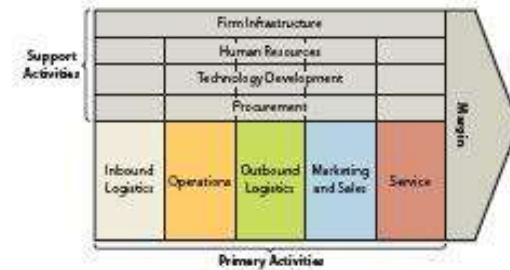 Firm Infrastructure
Human Resources
Technology Development
Procurement
Support
Activities
Inbound
Logistics
Operations
Outbound
Logistics
Marketing
and Sales
Service
Margin
Primary Activities